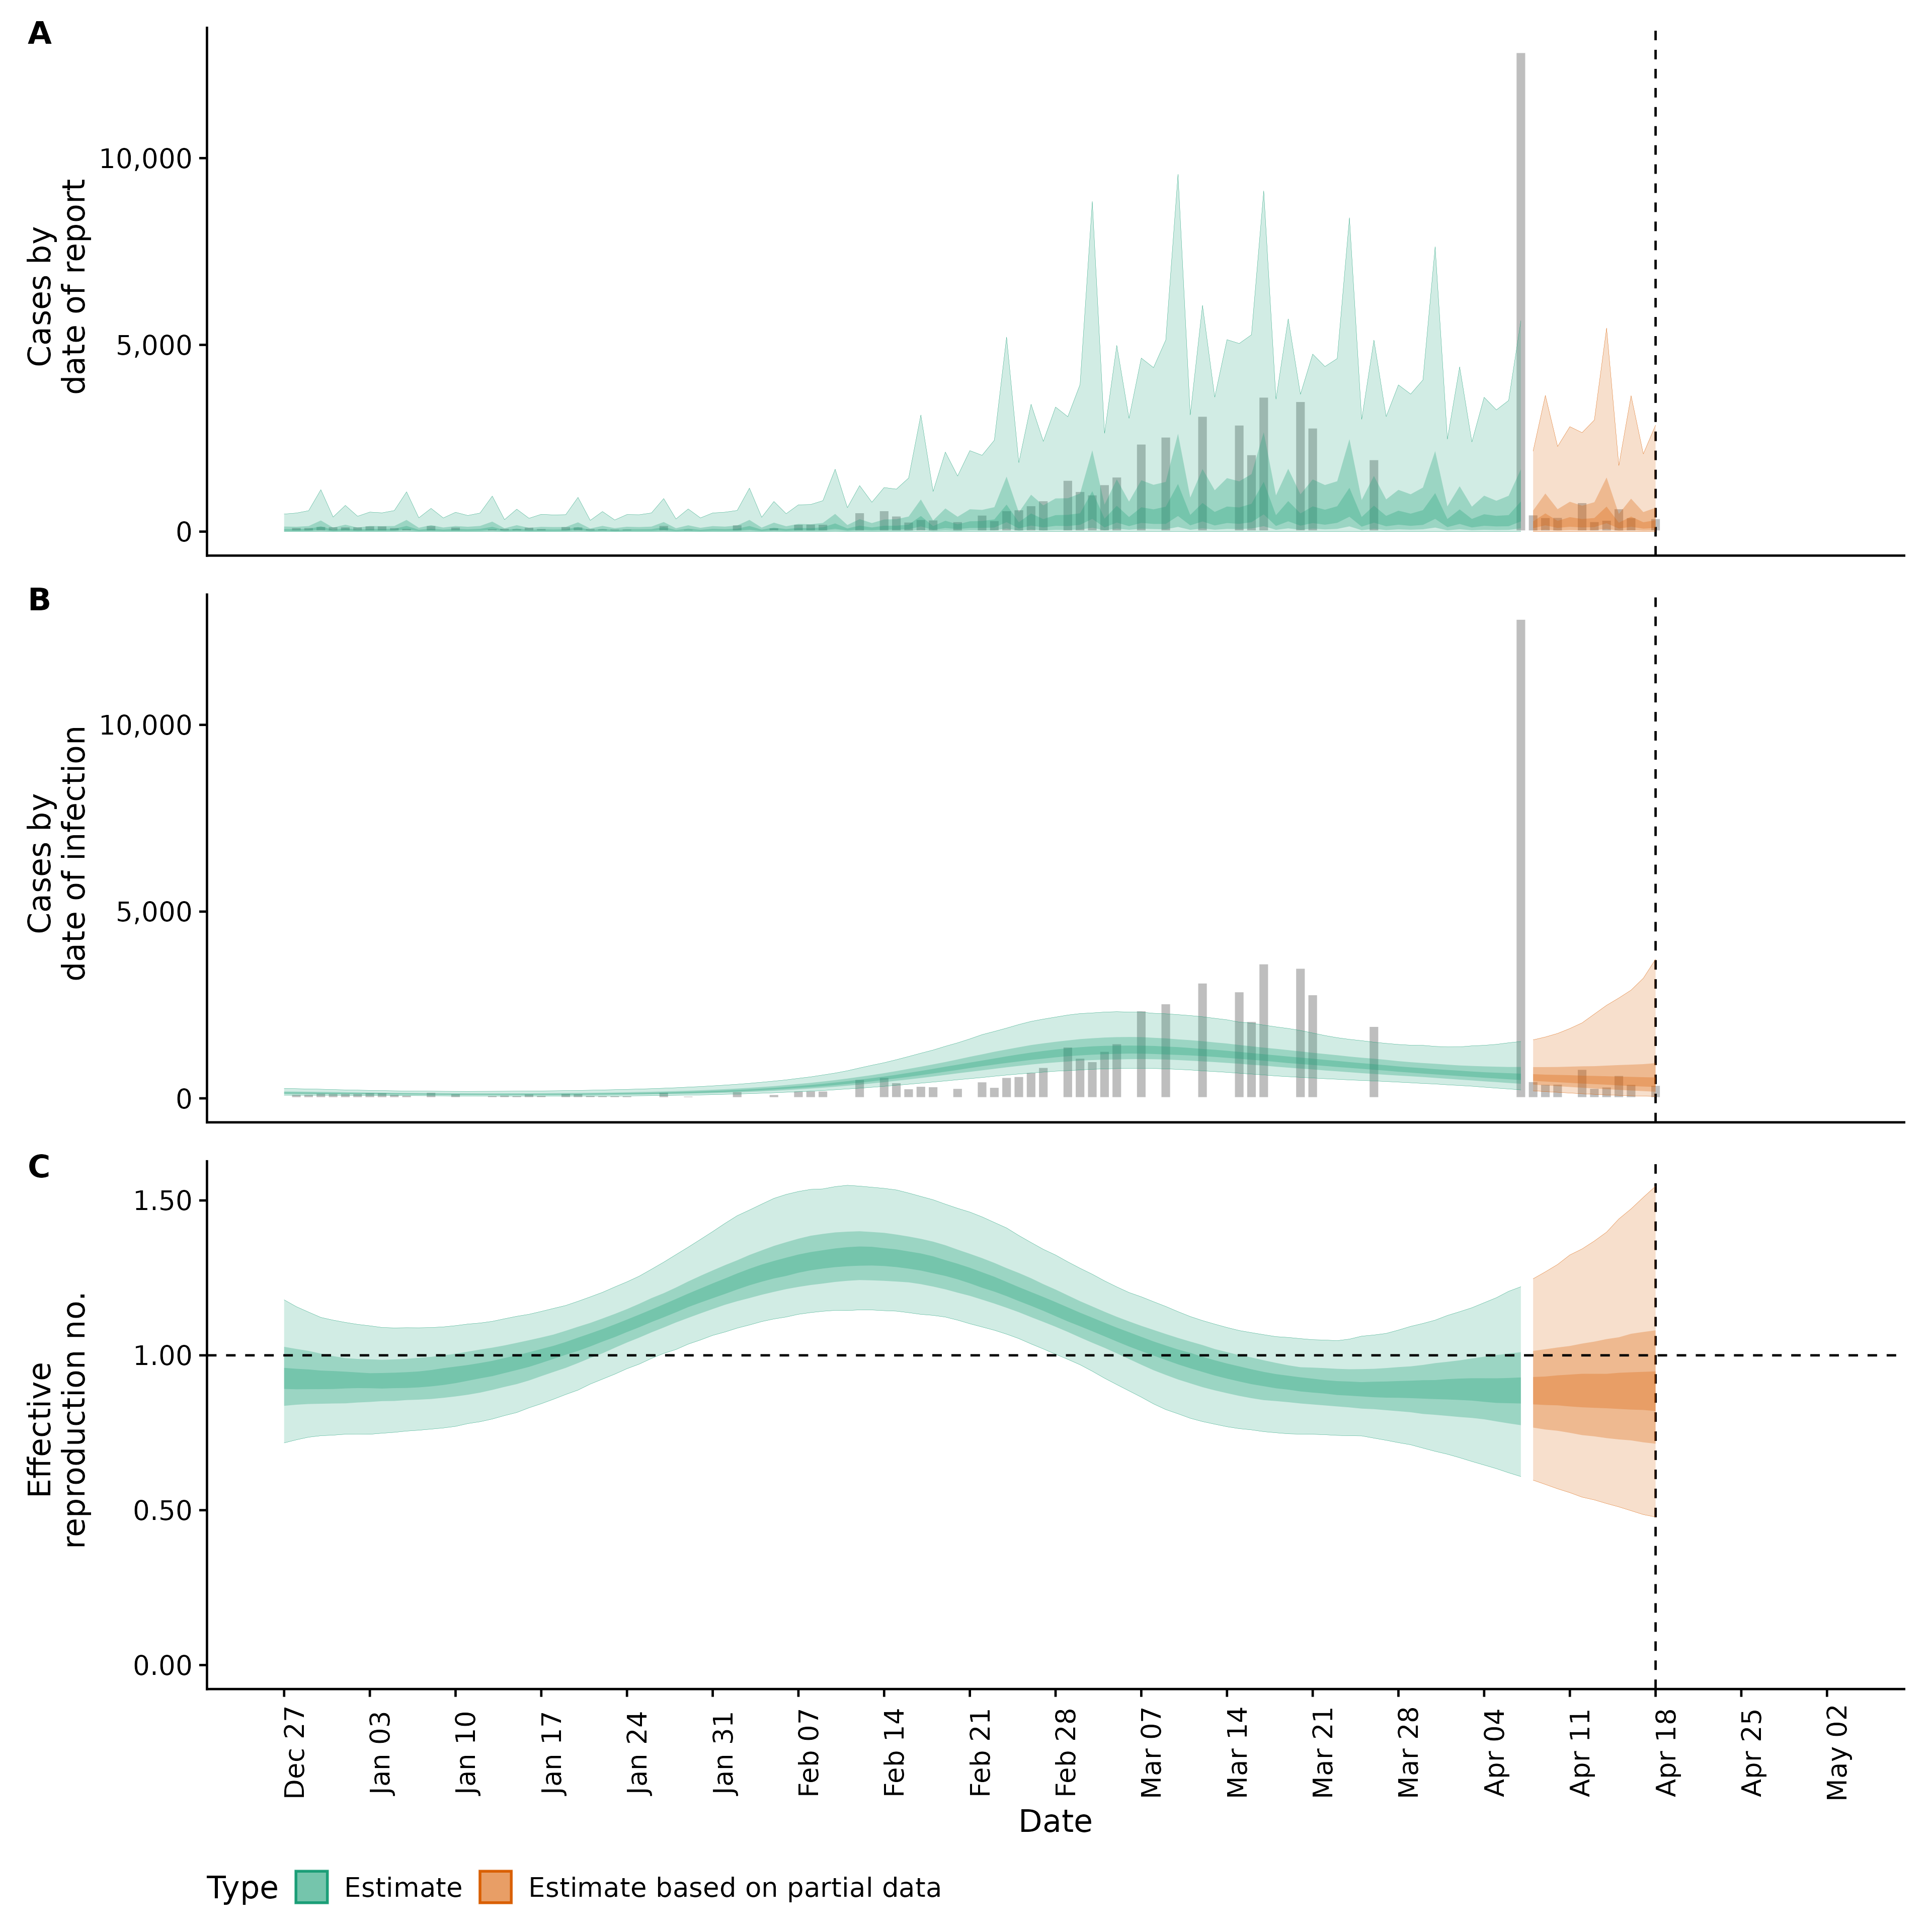 A
Cases by
date of report
10,000
5,000
0
B
Cases by
date of infection
10,000
5,000
0
C
Effective
reproduction no.
1.50
1.00
0.50
0.00
Dec 27
Jan 03
Jan 10
Jan 17
Jan 24
Jan 31
Feb 07
Feb 14
Feb 21
Feb 28
Mar 07
Mar 14
Mar 21
Mar 28
Apr 04
Apr 11
Apr 18
Apr 25
May 02
Date
Type Estimate Estimate based on partial data